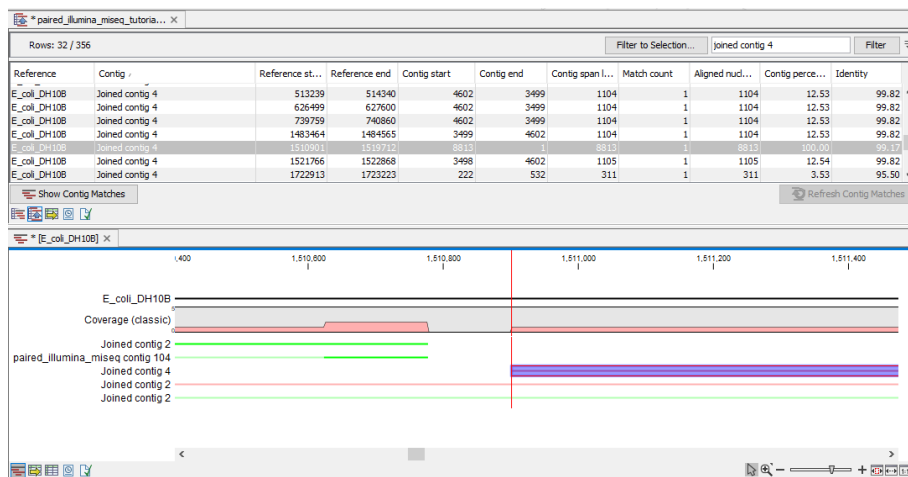 * paired_illumina_miseq_tutoria... ×
Rows: 32 / 356 Filter to Selection... joined contig 4 Filter
Reference Contig Reference st... Reference end Contig start Contig end Contig span l... Match count Aligned nucl... Contig perce... Identity
E_coli_DH10B Joined contig 4 513239 514340 4602 3499 1104 1 1104 12.53 99.82
E_coli_DH10B Joined contig 4 626499 627600 4602 3499 1104 1 1104 12.53 99.82
E_coli_DH10B Joined contig 4 739759 740860 4602 3499 1104 1 1104 12.53 99.82
E_coli_DH10B Joined contig 4 1483464 1484565 3499 4602 1104 1 1104 12.53 99.82
E_coli_DH10B Joined contig 4 1510901 1519712 8813 1 8813 1 8813 100.00 99.17
E_coli_DH10B Joined contig 4 1521766 1522868 3498 4602 1105 1 1105 12.54 99.82
E_coli_DH10B Joined contig 4 1722913 1723223 222 532 311 1 311 3.53 95.50
Show Contig Matches Refresh Contig Matches
* [E_coli_DH10B] ×
,400 1,510,600 1,510,800 1,511,000 1,511,200 1,511,400
E_coli_DH10B
Coverage (classic)
Joined contig 2
paired_illumina_miseq contig 104
Joined contig 4
Joined contig 2
Joined contig 2